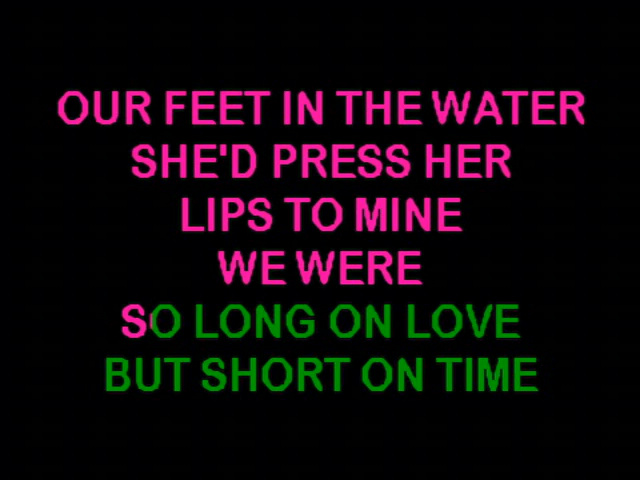 OUR FEET IN THE WATER
SHE'D PRESS HER
LIPS TO MINE
WE WERE
SO LONG ON LOVE
BUT SHORT ON TIME